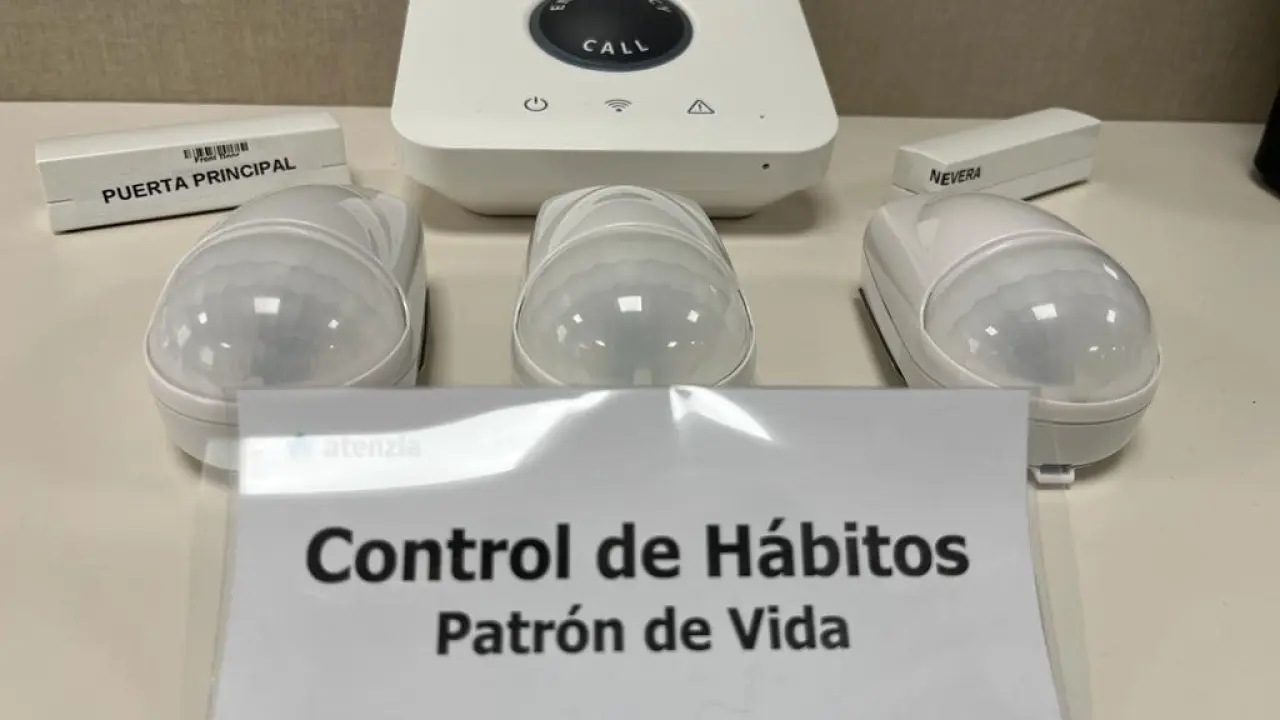 CALL
PUERTA PRINCIPAL
NEVERA
atenzia
Control de Hábitos
Patrón de Vida